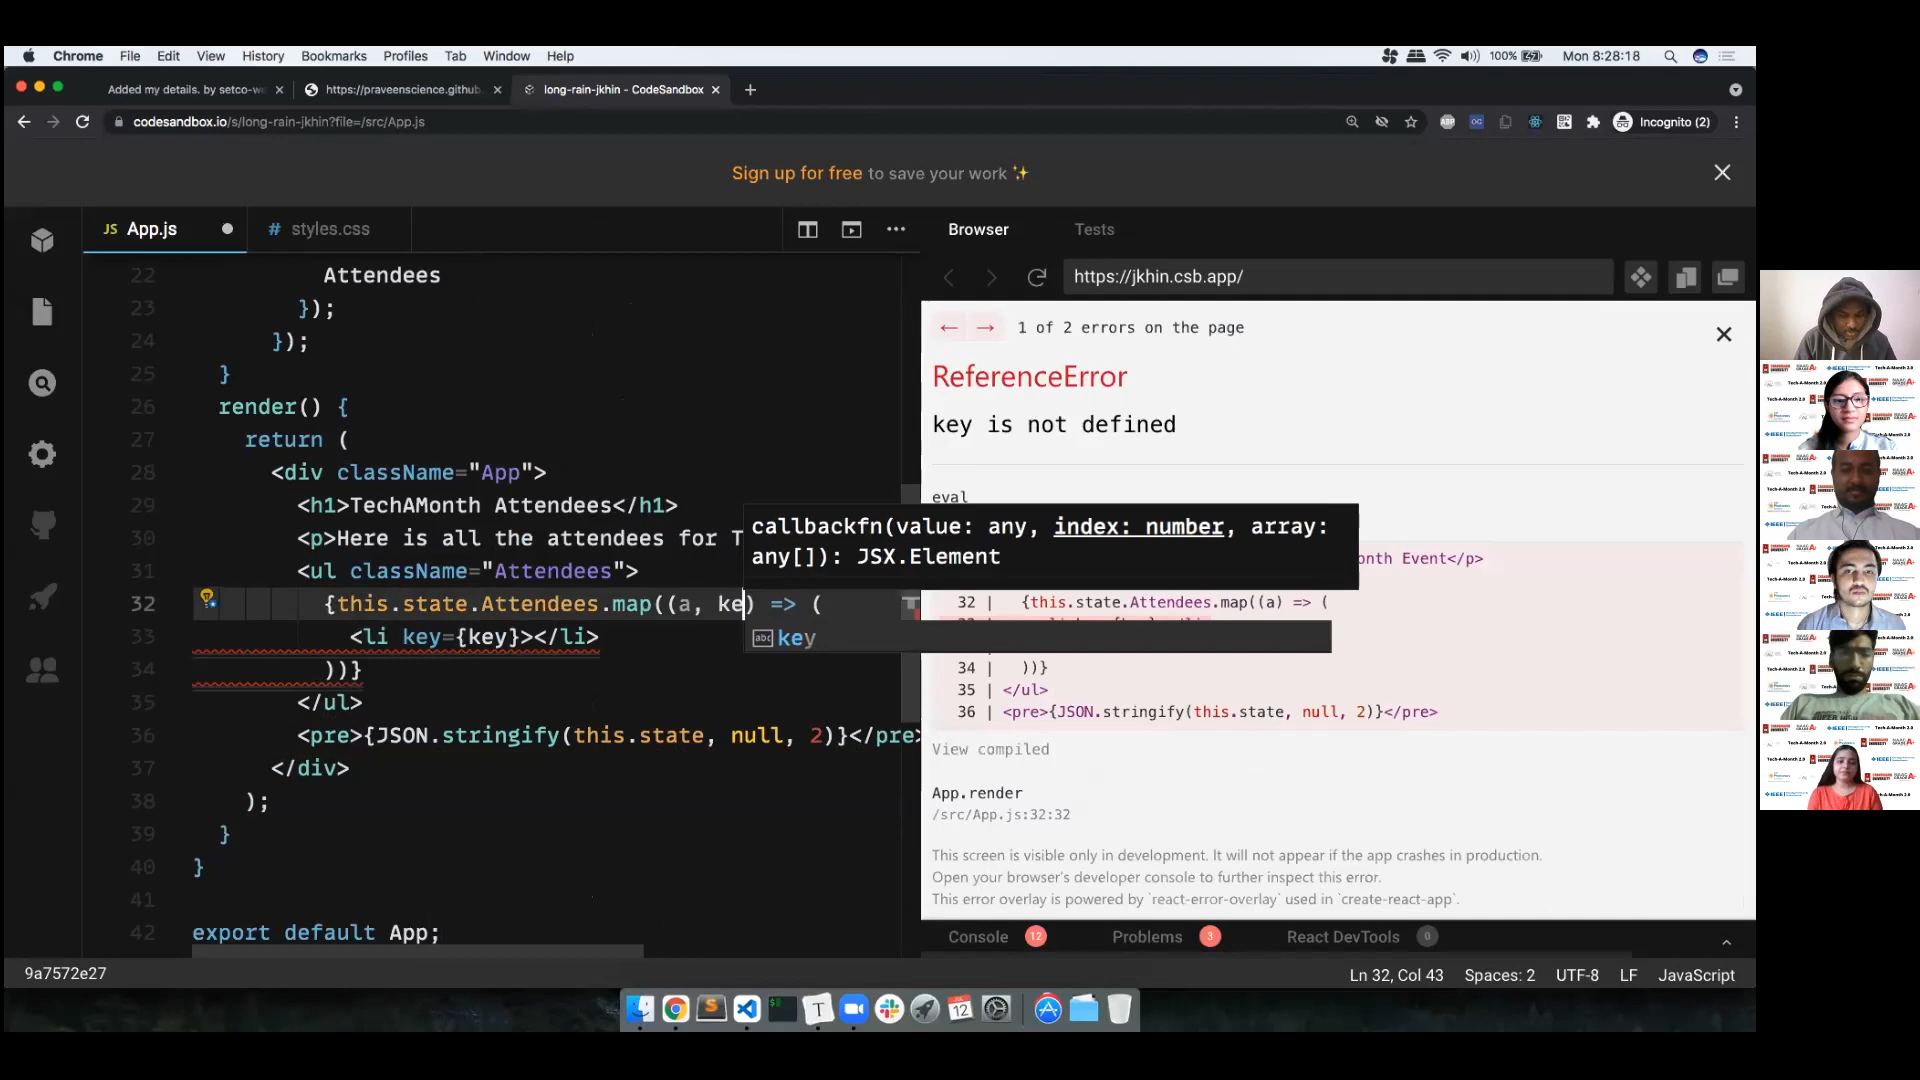 Chrome File Edit View History Bookmarks Profiles Tab Window Help 100% Mon 8:28:18
Added my details. by setco-we
https://praveenscience.github.
long-rain-jkhin - CodeSandbox
codesandbox.io/s/long-rain-jkhin?file=/src/App.js
Incognito (2)
Sign up for free to save your work
JS App.js
# styles.css
22 Attendees
23 });
24 });
25 }
26 render() {
27 return (
28 <div className="App">
29 <h1>TechAMonth Attendees</h1>
30 <p>Here is all the attendees for T
31 <ul className="Attendees">
32 {this.state.Attendees.map((a, ke) => (
33 <li key={key}></li>
34 ))}
35 </ul>
36 <pre>{JSON.stringify(this.state, null, 2)}</pre>
37 </div>
38 );
39 }
40 }
41
42 export default App;
callbackfn(value: any, index: number, array:
any[]): JSX.Element
abc key
Browser
Tests
https://jkhin.csb.app/
1 of 2 errors on the page
ReferenceError
key is not defined
eval
onth Event</p>
32 | {this.state.Attendees.map((a) => (
34 | ))}
35 | </ul>
36 | <pre>{JSON.stringify(this.state, null, 2)}</pre>
View compiled
App.render
/src/App.js:32:32
This screen is visible only in development. It will not appear if the app crashes in production.
Open your browser's developer console to further inspect this error.
This error overlay is powered by `react-error-overlay` used in `create-react-app`.
Console 12 Problems 3 React DevTools 0
9a7572e27
Ln 32, Col 43 Spaces: 2 UTF-8 LF JavaScript